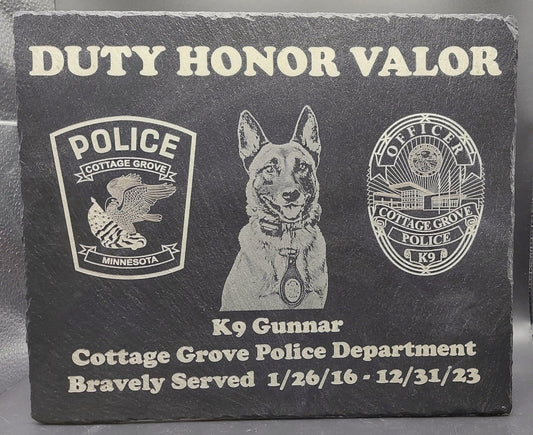 DUTY HONOR VALOR
POLICE
COTTAGE GROVE
MINNESOTA
OFFICER
COTTAGE GROVE
POLICE
K9
K9 Gunnar
Cottage Grove Police Department
Bravely Served 1/26/16 - 12/31/23